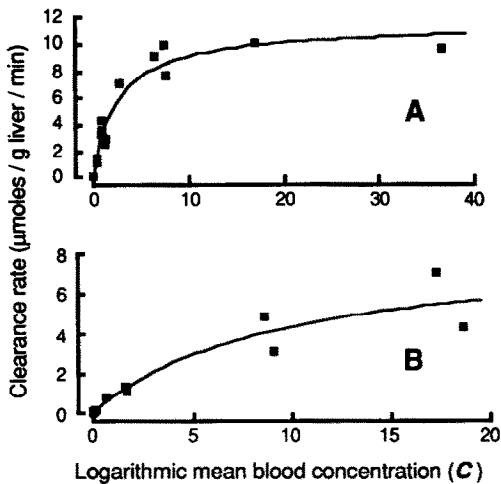 Clearance rate (µmoles / g liver / min)
12
10
8
6
4
2
0
0 10 20 30 40
A
8
6
4
2
0
0 5 10 15 20
B
Logarithmic mean blood concentration (C)